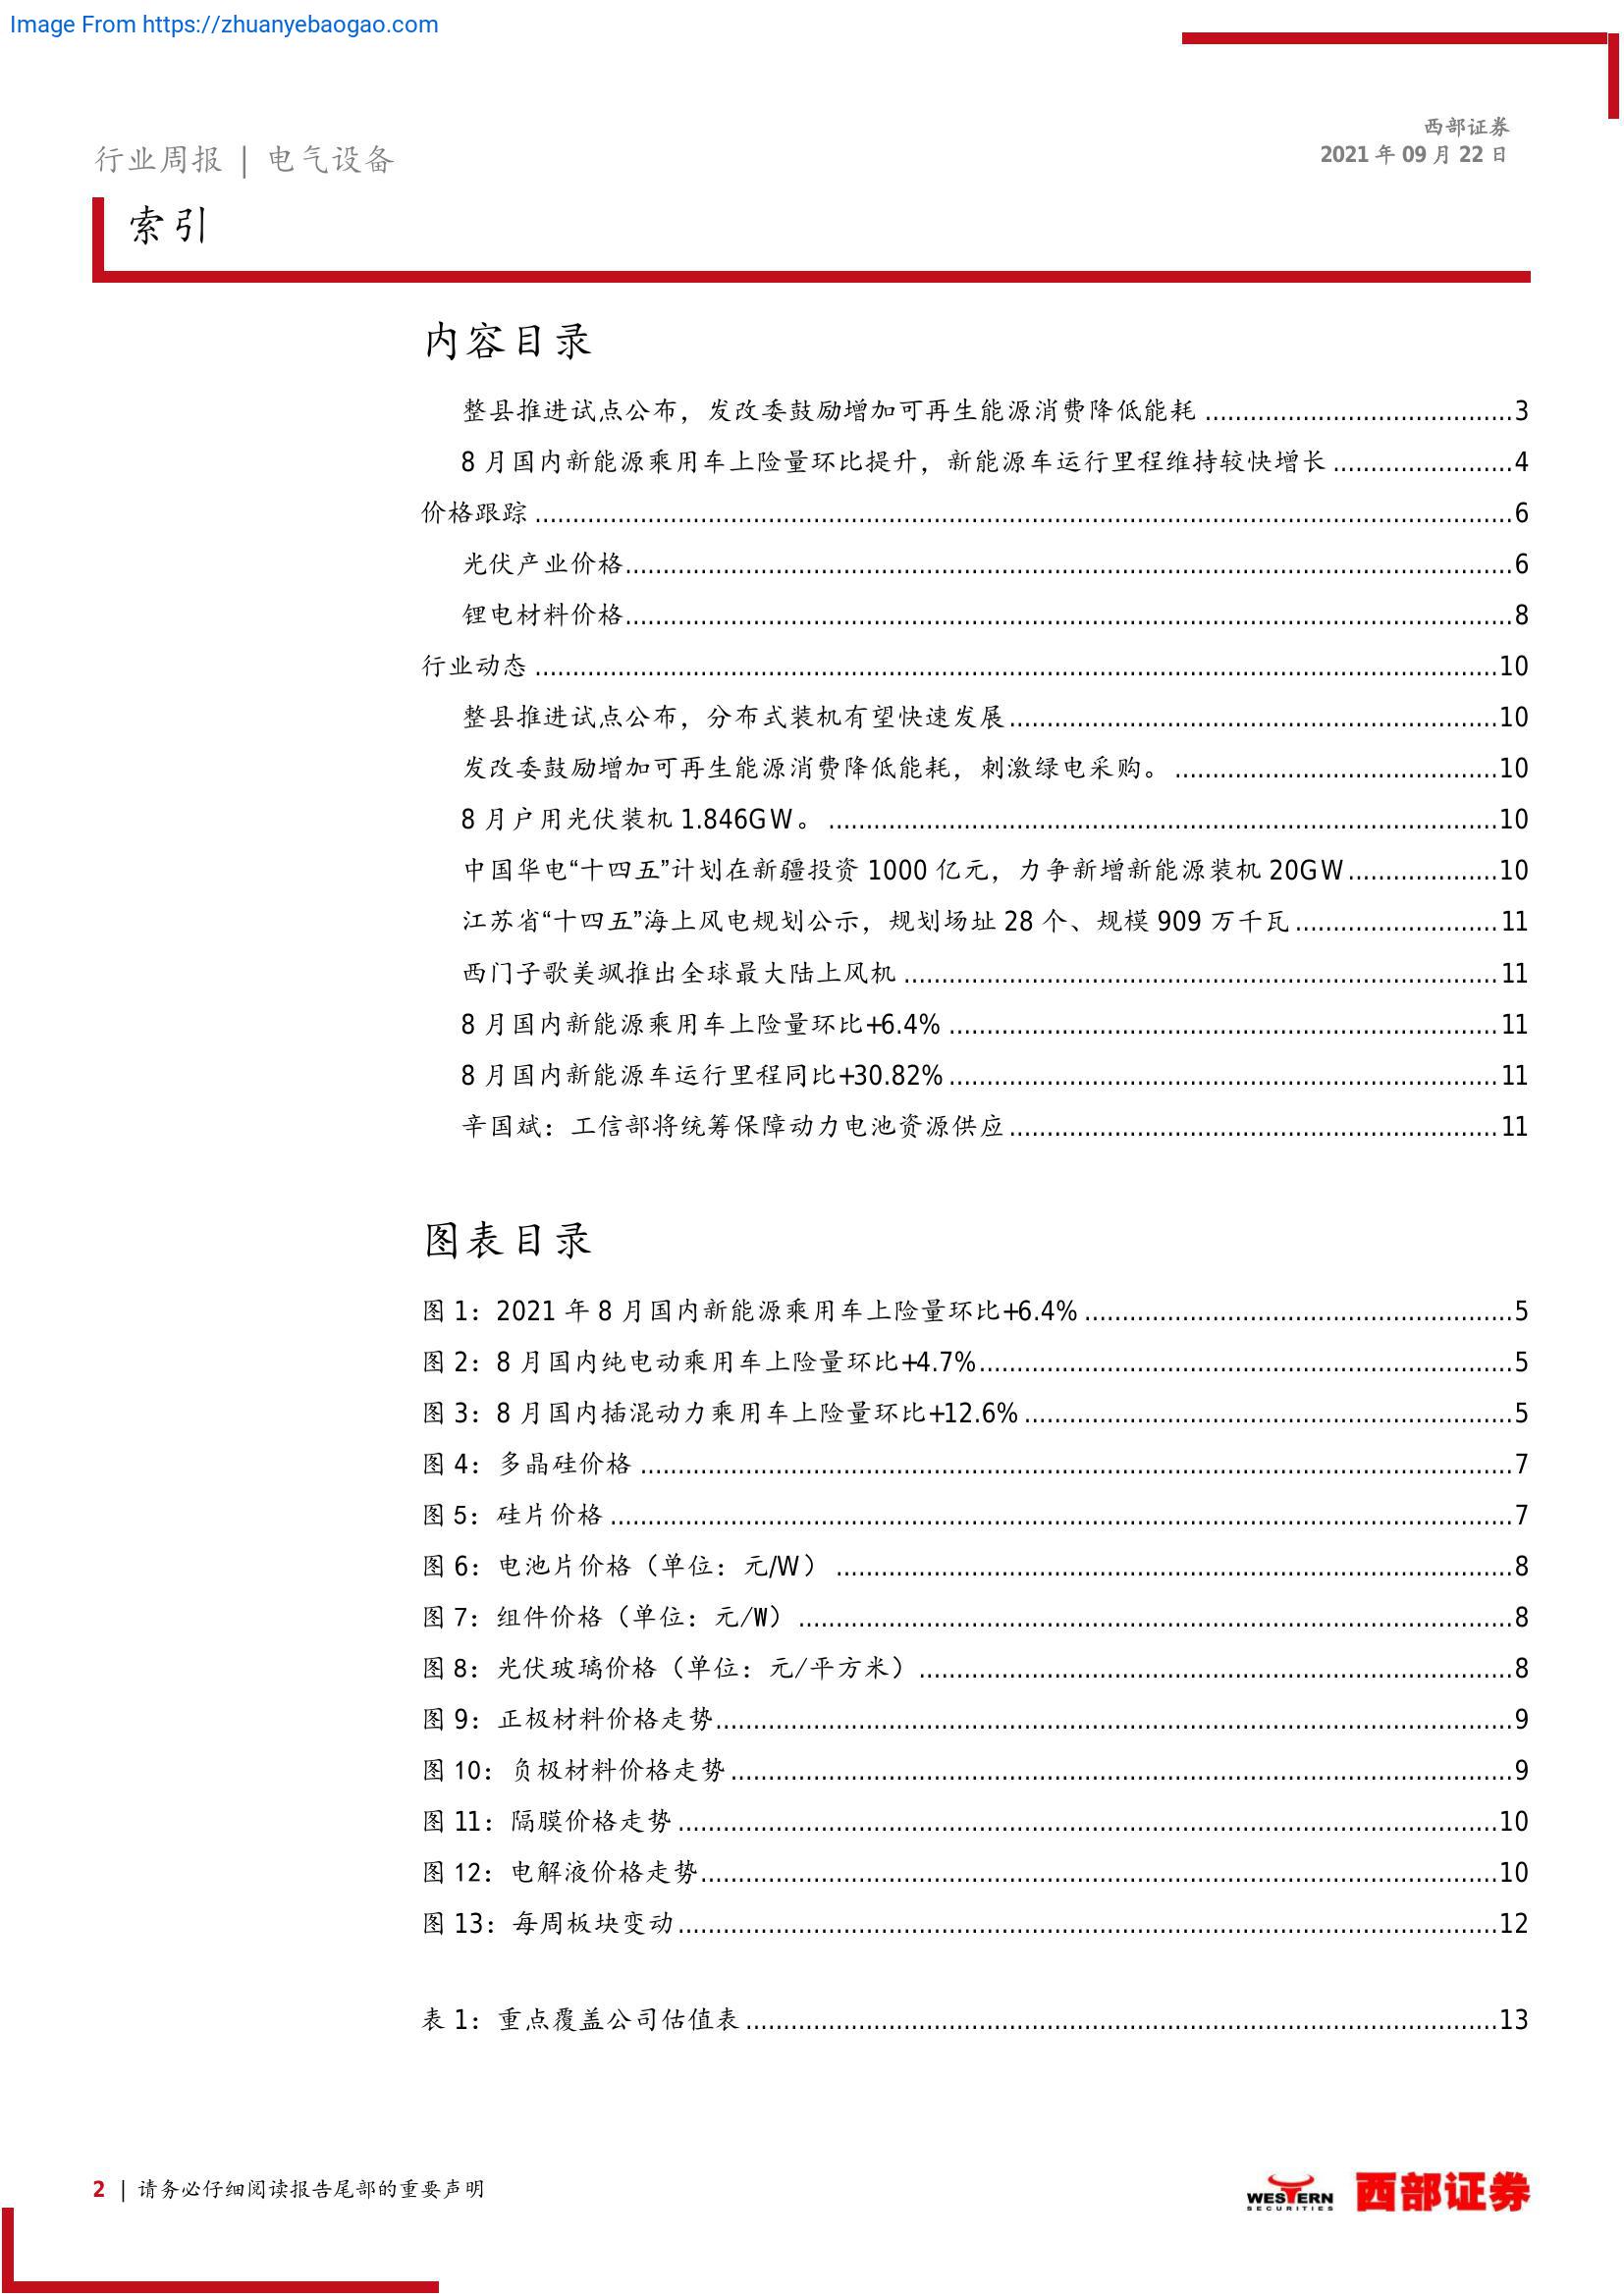 Image From https://zhuanyebaogao.com
西部证券
2021 年 09 月 22 日
行业周报 | 电气设备
索引
内容目录
整县推进试点公布，发改委鼓励增加可再生能源消费降低能耗 ......................................... 3
8 月国内新能源乘用车上险量环比提升，新能源车运行里程维持较快增长 ........................ 4
价格跟踪 .................................................................................................................................. 6
光伏产业价格...................................................................................................................... 6
锂电材料价格...................................................................................................................... 8
行业动态 ................................................................................................................................ 10
整县推进试点公布，分布式装机有望快速发展................................................................. 10
发改委鼓励增加可再生能源消费降低能耗，刺激绿电采购。 ........................................... 10
8 月户用光伏装机 1.846GW。 ......................................................................................... 10
中国华电“十四五”计划在新疆投资 1000 亿元，力争新增新能源装机 20GW.................... 10
江苏省“十四五”海上风电规划公示，规划场址 28 个、规模 909 万千瓦 ........................... 11
西门子歌美飒推出全球最大陆上风机 ............................................................................... 11
8 月国内新能源乘用车上险量环比+6.4% ......................................................................... 11
8 月国内新能源车运行里程同比+30.82% ......................................................................... 11
辛国斌：工信部将统筹保障动力电池资源供应................................................................. 11
图表目录
图 1：2021 年 8 月国内新能源乘用车上险量环比+6.4% ......................................................... 5
图 2：8 月国内纯电动乘用车上险量环比+4.7%....................................................................... 5
图 3：8 月国内插混动力乘用车上险量环比+12.6% ................................................................. 5
图 4：多晶硅价格 .................................................................................................................... 7
图 5：硅片价格 ........................................................................................................................ 7
图 6：电池片价格（单位：元/W） .......................................................................................... 8
图 7：组件价格（单位：元/W） ............................................................................................... 8
图 8：光伏玻璃价格（单位：元/平方米） ............................................................................... 8
图 9：正极材料价格走势.......................................................................................................... 9
图 10：负极材料价格走势 ........................................................................................................ 9
图 11：隔膜价格走势 ............................................................................................................. 10
图 12：电解液价格走势.......................................................................................................... 10
图 13：每周板块变动............................................................................................................. 12
表 1：重点覆盖公司估值表 .................................................................................................... 13
2 | 请务必仔细阅读报告尾部的重要声明
WESTERN
SECURITIES
西部证券